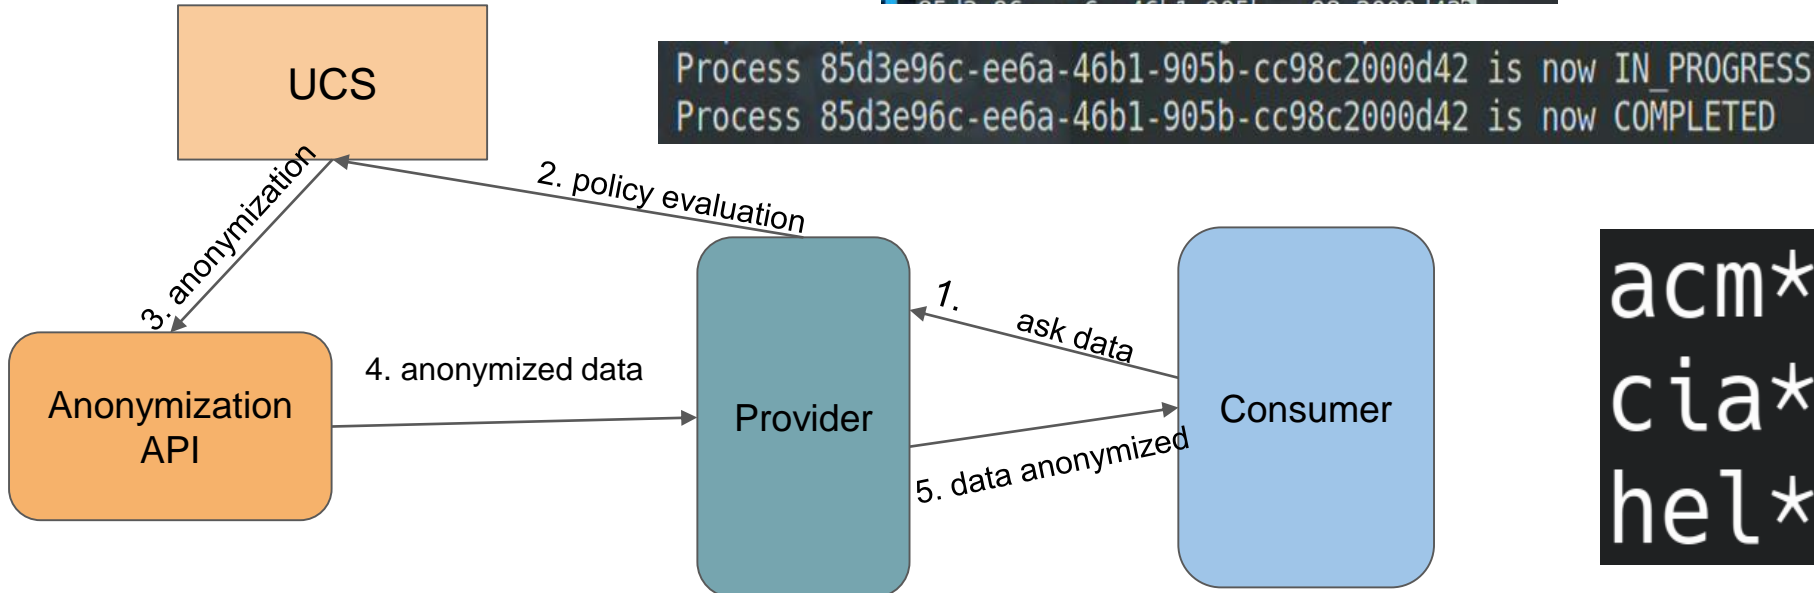 Process 85d3e96c-ee6a-46b1-905b-cc98c2000d42 is now IN_PROGRESS
Process 85d3e96c-ee6a-46b1-905b-cc98c2000d42 is now COMPLETED
UCS
2. policy evaluation
3. anonymization
1.
ask data
4. anonymized data
Anonymization
API
Provider
Consumer
5. data anonymized
acm*
cia*
hel*